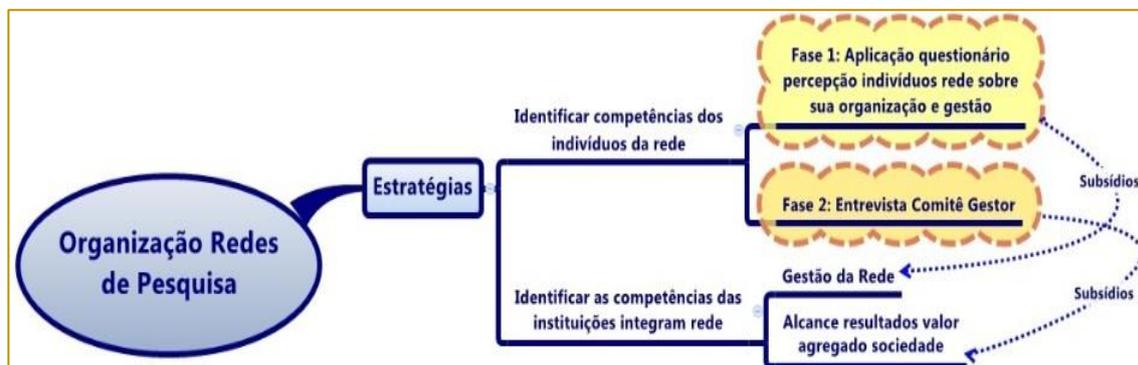 Organização Redes
de Pesquisa
Estratégias
Identificar competências dos
indivíduos da rede
Fase 1: Aplicação questionário
percepção indivíduos rede sobre
sua organização e gestão
Fase 2: Entrevista Comitê Gestor
Subsídios
Identificar as competências das
instituições integram rede
Gestão da Rede
Alcance resultados valor
agregado sociedade
Subsídios